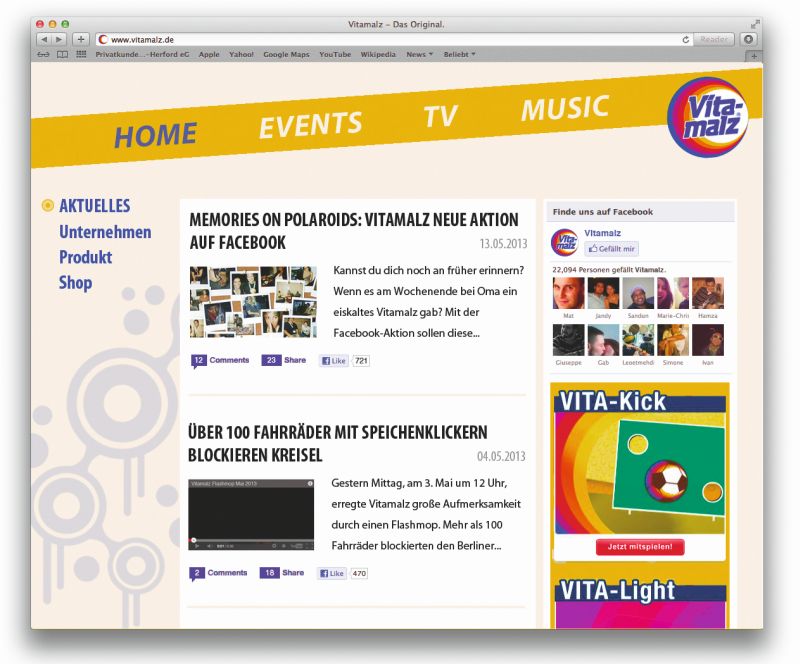 Vitamalz – Das Original.
www.vitamalz.de
Reader
Privatkunde...–Herford eG Apple Yahoo! Google Maps YouTube Wikipedia News Beliebt
HOME EVENTS TV MUSIC
Vita-
malz
AKTUELLES
Unternehmen
Produkt
Shop
MEMORIES ON POLAROIDS: VITAMALZ NEUE AKTION
AUF FACEBOOK
13.05.2013
Kannst du dich noch an früher erinnern?
Wenn es am Wochenende bei Oma ein
eiskaltes Vitamalz gab? Mit der
Facebook-Aktion sollen diese...
12 Comments 23 Share Like 721
ÜBER 100 FAHRRÄDER MIT SPEICHENKLICKERN
BLOCKIEREN KREISEL
04.05.2013
Vitamalz Flashmop Mai 2013
Gestern Mittag, am 3. Mai um 12 Uhr,
erregte Vitamalz große Aufmerksamkeit
durch einen Flashmop. Mehr als 100
Fahrräder blockierten den Berliner...
2 Comments 18 Share Like 470
Finde uns auf Facebook
Vita-
malz
Vitamalz
Gefällt mir
22,094 Personen gefällt Vitamalz.
Mat Jandy Sandun Marie-Chris Hamza
Giuseppe Gab Leoetmehdi Simone Ivan
VITA-Kick
Jetzt mitspielen!
VITA-Light